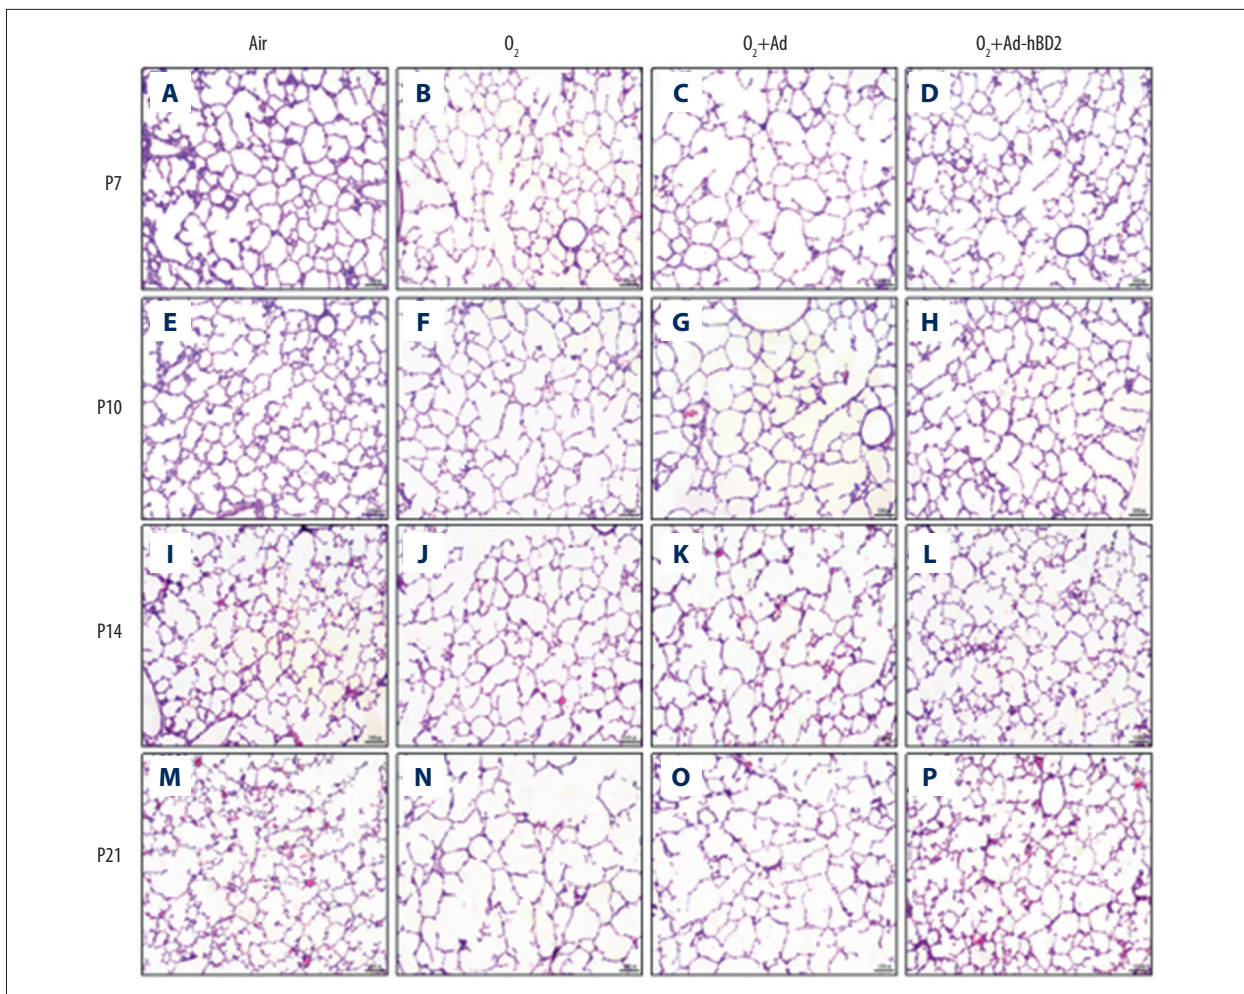 Air O₂ O₂+Ad O₂+Ad-hBD2
A B C D
P7
E F G H
P10
I J K L
P14
M N O P
P21